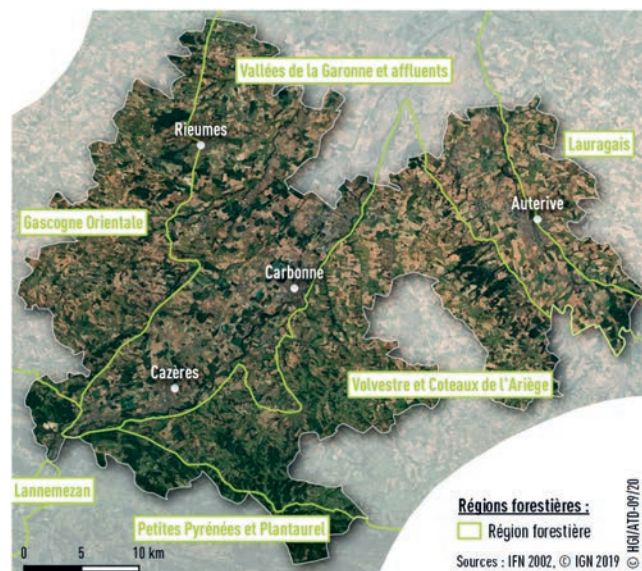 Vallées de la Garonne et affluents
Rieumes
Lauragais
Auterive
Gascogne Orientale
Carbonne
Cazères
Volvestre et Coteaux de l'Ariège
Lannemezan
Petites Pyrénées et Plantaurel
0 5 10 km
Régions forestières :
Région forestière
Sources : IFN 2002, © IGN 2019
© HGI/ATD-09/20